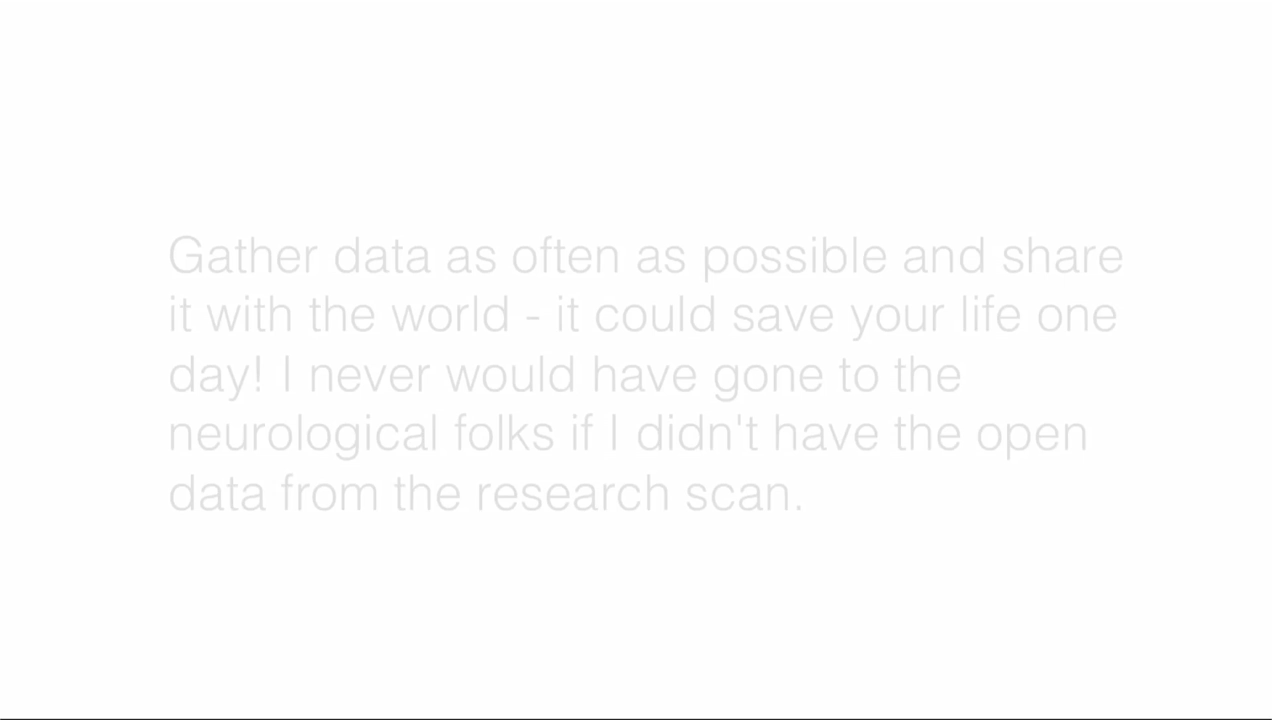 Gather data as often as possible and share
it with the world - it could save your life one
day! I never would have gone to the
neurological folks if I didn't have the open
data from the research scan.